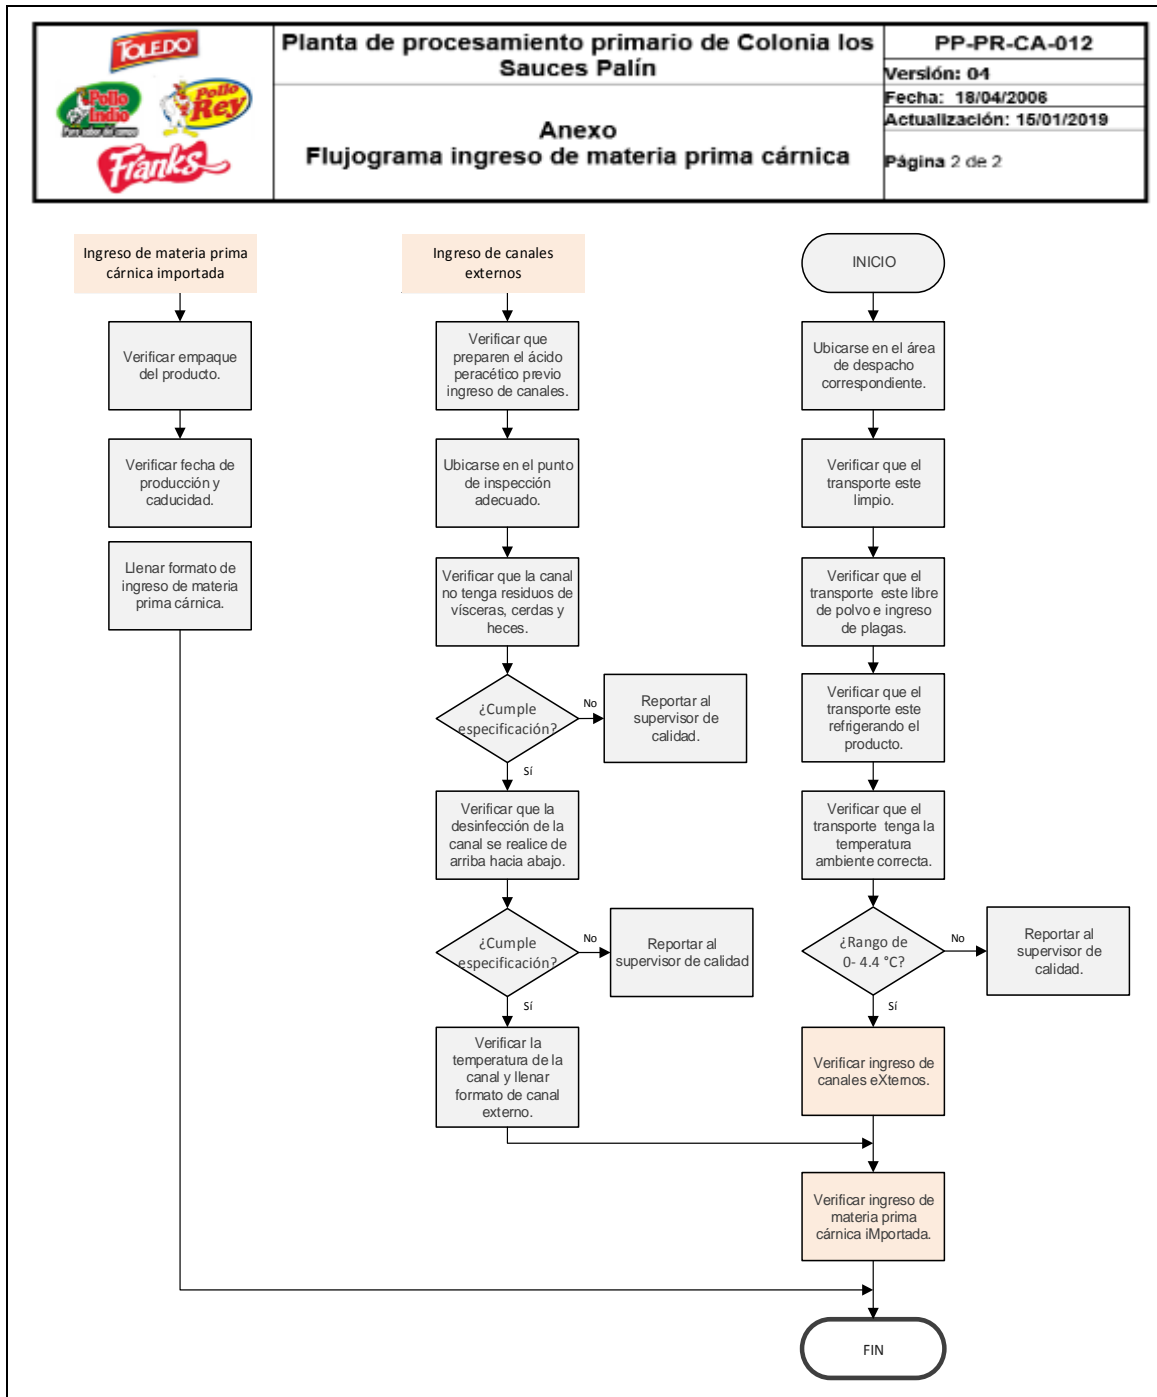 TOLEDO
Pollo
Indio
Pollo
Rey
Franks
Planta de procesamiento primario de Colonia los
Sauces Palín
Anexo
Flujograma ingreso de materia prima cárnica
PP-PR-CA-012
Versión: 04
Fecha: 18/04/2006
Actualización: 15/01/2019
Página 2 de 2
Ingreso de materia prima
cárnica importada
Verificar empaque
del producto.
Verificar fecha de
producción y
caducidad.
Llenar formato de
ingreso de materia
prima cárnica.
Ingreso de canales
externos
Verificar que
preparen el ácido
peracético previo
ingreso de canales.
Ubicarse en el punto
de inspección
adecuado.
Verificar que la canal
no tenga residuos de
vísceras, cerdas y
heces.
¿Cumple
especificación?
No
Reportar al
supervisor de
calidad.
Sí
Verificar que la
desinfección de la
canal se realice de
arriba hacia abajo.
¿Cumple
especificación?
No
Reportar al
supervisor de calidad
Sí
Verificar la
temperatura de la
canal y llenar
formato de canal
externo.
INICIO
Ubicarse en el área
de despacho
correspondiente.
Verificar que el
transporte este
limpio.
Verificar que el
transporte este libre
de polvo e ingreso
de plagas.
Verificar que el
transporte este
refrigerando el
producto.
Verificar que el
transporte tenga la
temperatura
ambiente correcta.
¿Rango de
0- 4.4 °C?
No
Reportar al
supervisor de
calidad.
Sí
Verificar ingreso de
canales eXternos.
Verificar ingreso de
materia prima
cárnica iMportada.
FIN